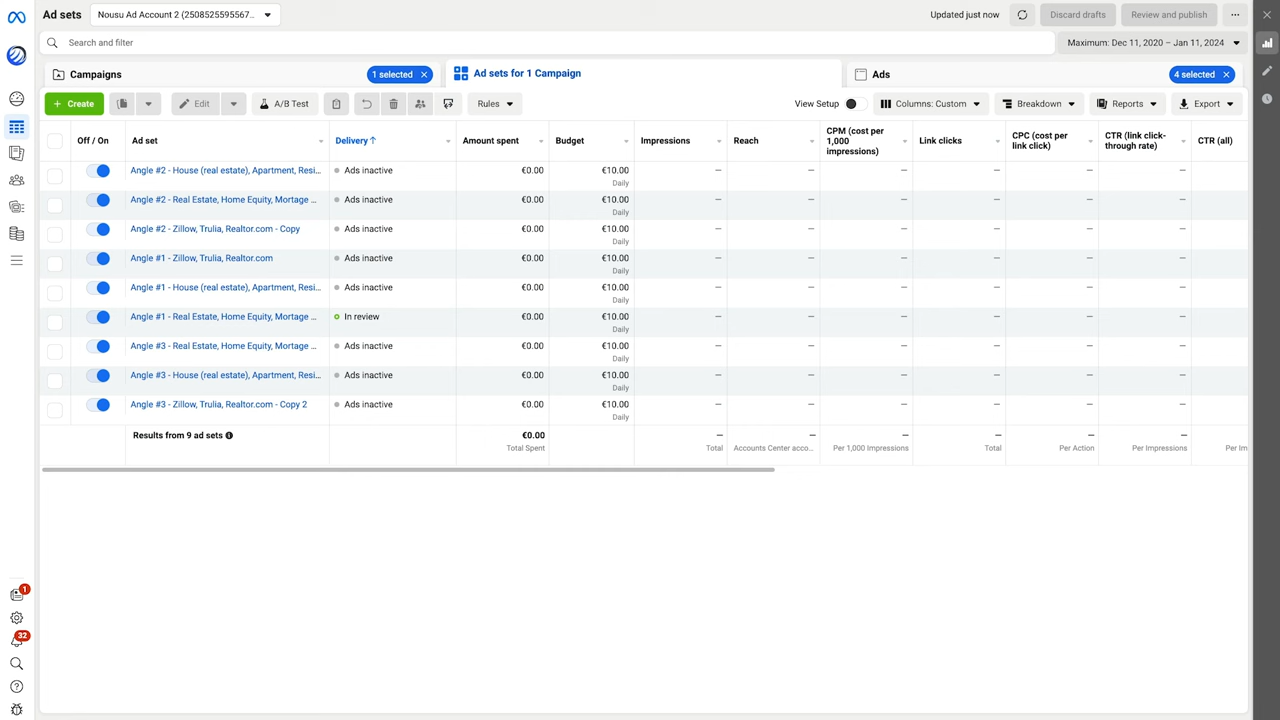 Ad sets
Nousu Ad Account 2 (2508525595567...
Updated just now
Discard drafts
Review and publish
Search and filter
Maximum: Dec 11, 2020 – Jan 11, 2024
Campaigns
1 selected
Ad sets for 1 Campaign
Ads
4 selected
+ Create
Edit
A/B Test
Rules
View Setup
Columns: Custom
Breakdown
Reports
Export
Off / On
Ad set
Delivery ↑
Amount spent
Budget
Impressions
Reach
CPM (cost per
1,000
impressions)
Link clicks
CPC (cost per
link click)
CTR (link click-
through rate)
CTR (all)
Angle #2 - House (real estate), Apartment, Resi... Ads inactive €0.00 €10.00 — — — — — —
Daily
Angle #2 - Real Estate, Home Equity, Mortage ... Ads inactive €0.00 €10.00 — — — — — —
Daily
Angle #2 - Zillow, Trulia, Realtor.com - Copy Ads inactive €0.00 €10.00 — — — — — —
Daily
Angle #1 - Zillow, Trulia, Realtor.com Ads inactive €0.00 €10.00 — — — — — —
Daily
Angle #1 - House (real estate), Apartment, Resi... Ads inactive €0.00 €10.00 — — — — — —
Daily
Angle #1 - Real Estate, Home Equity, Mortage ... In review €0.00 €10.00 — — — — — —
Daily
Angle #3 - Real Estate, Home Equity, Mortage ... Ads inactive €0.00 €10.00 — — — — — —
Daily
Angle #3 - House (real estate), Apartment, Resi... Ads inactive €0.00 €10.00 — — — — — —
Daily
Angle #3 - Zillow, Trulia, Realtor.com - Copy 2 Ads inactive €0.00 €10.00 — — — — — —
Daily
Results from 9 ad sets €0.00 — — — — — —
Total Spent Total Accounts Center acco... Per 1,000 Impressions Total Per Action Per Impressions Per Im
1
32